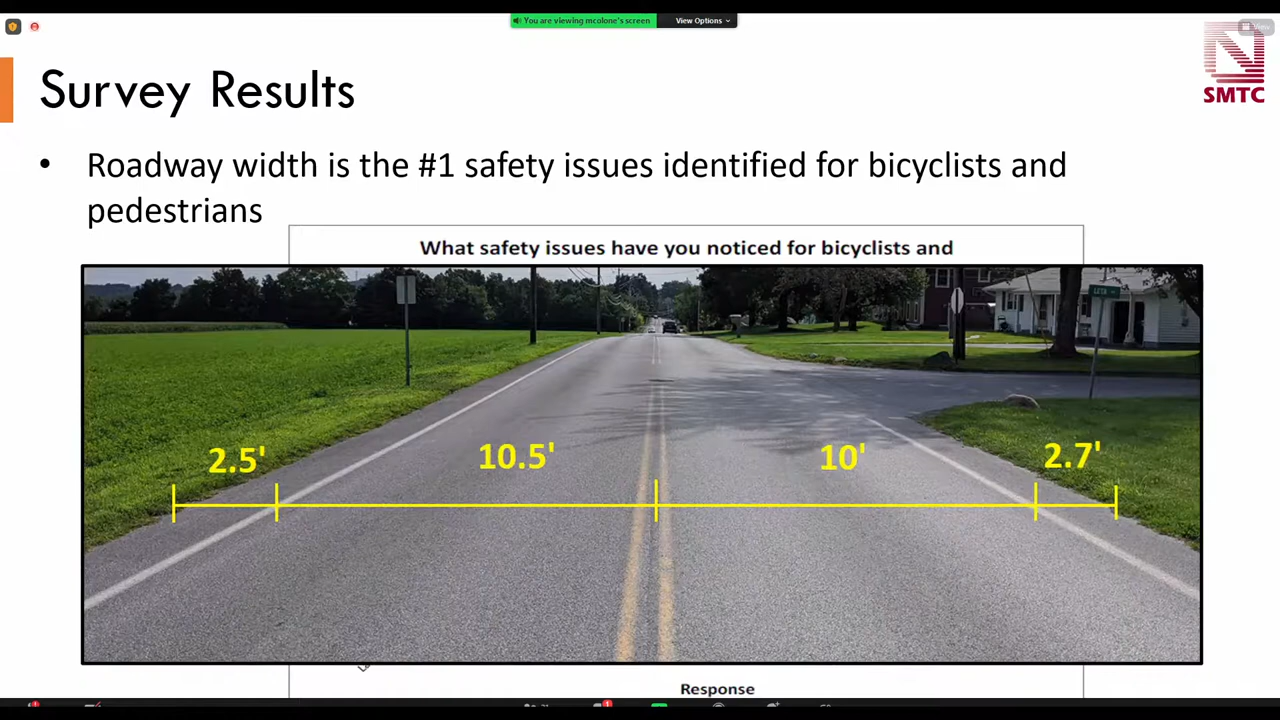 You are viewing mcolone's screen
View Options
View
SMTC
Survey Results
• Roadway width is the #1 safety issues identified for bicyclists and
pedestrians
What safety issues have you noticed for bicyclists and
2.5' 10.5' 10' 2.7'
Response